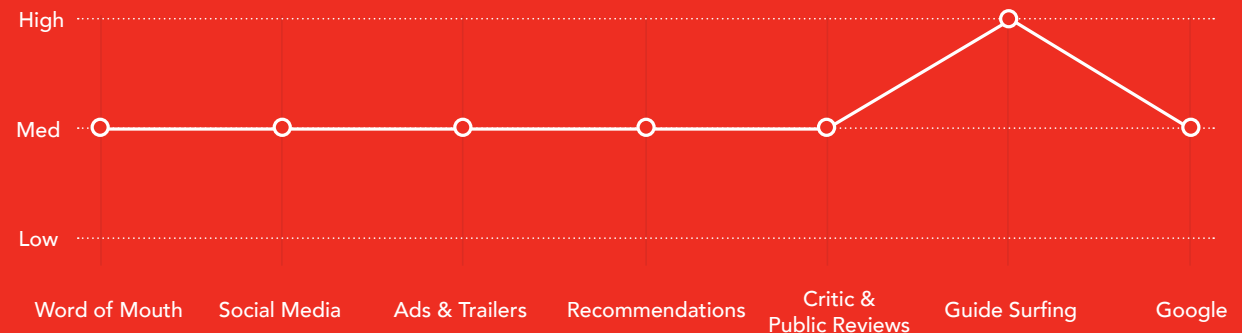 High
Med
Low
Word of Mouth
Social Media
Ads & Trailers
Recommendations
Critic &
Public Reviews
Guide Surfing
Google